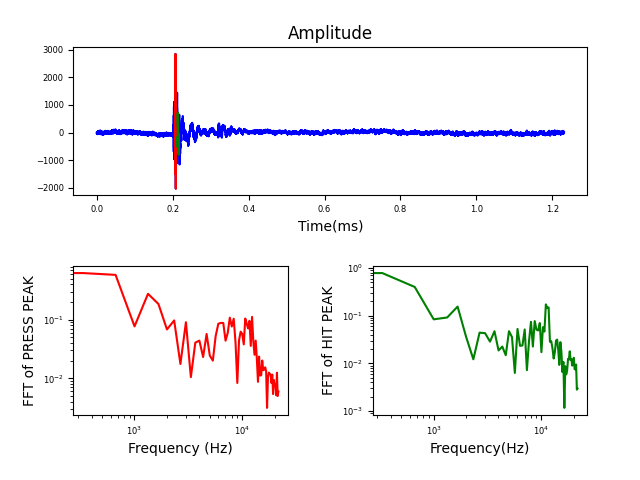 Amplitude
3000
2000
1000
0
−1000
−2000
0.0 0.2 0.4 0.6 0.8 1.0 1.2
Time(ms)
FFT of PRESS PEAK
10⁻¹
10⁻²
10³ 10⁴
Frequency (Hz)
FFT of HIT PEAK
10⁰
10⁻¹
10⁻²
10⁻³
10³ 10⁴
Frequency(Hz)